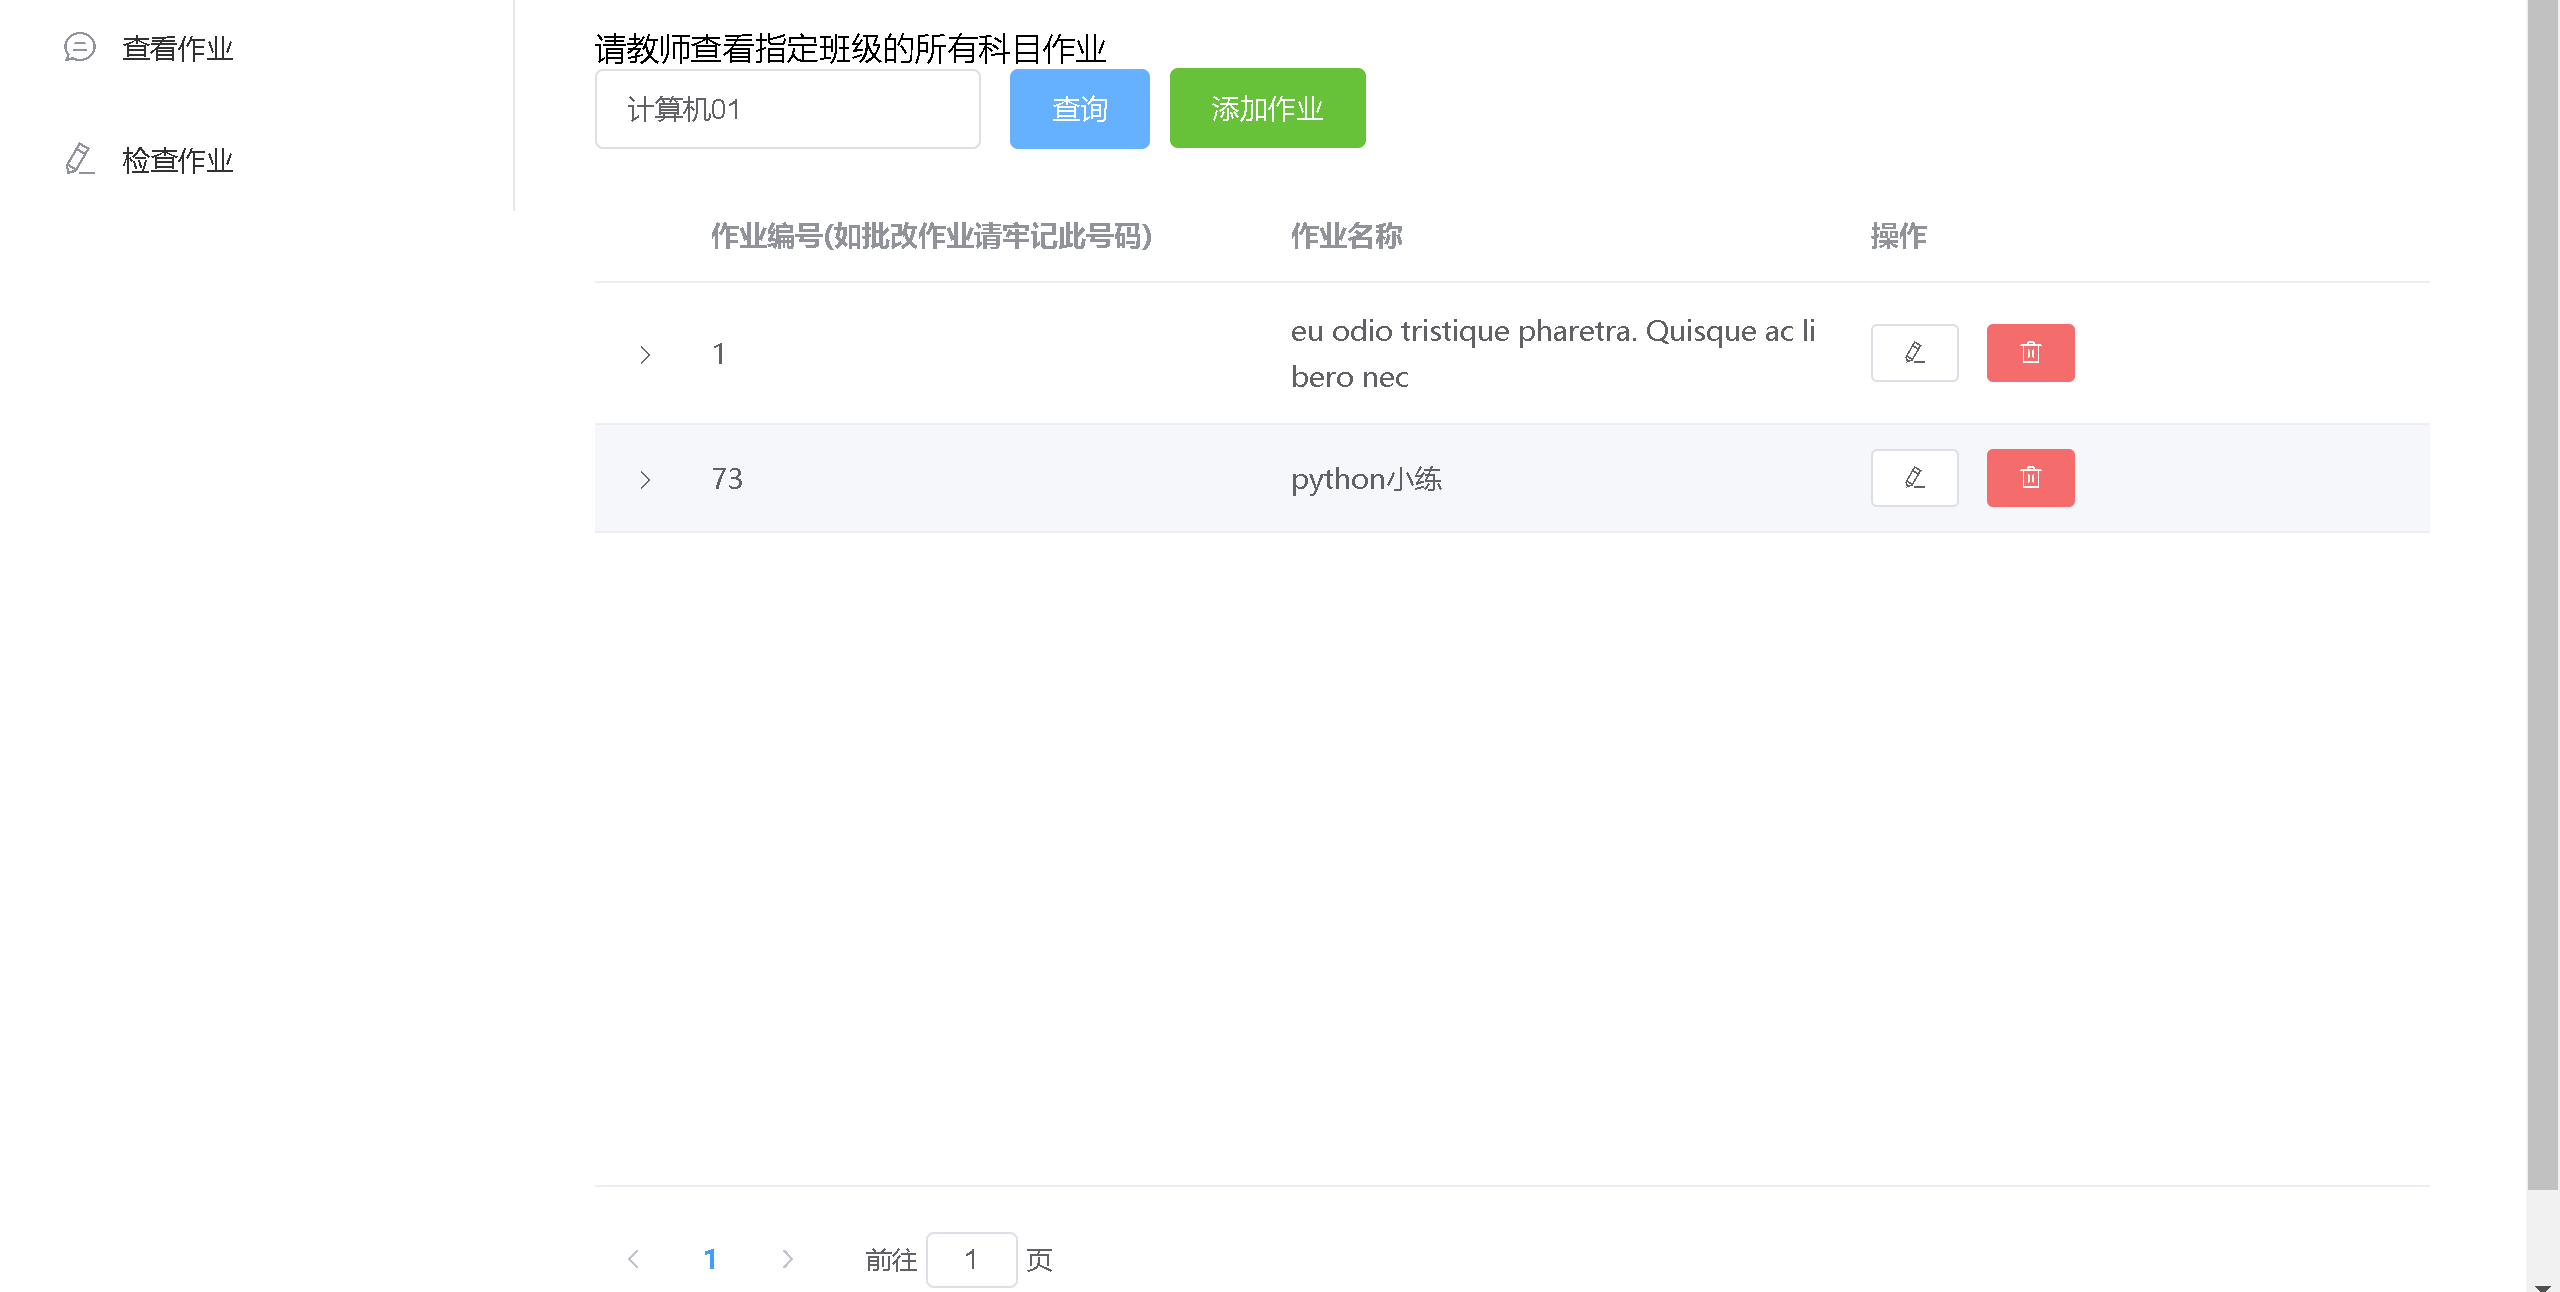 查看作业
检查作业
请教师查看指定班级的所有科目作业
计算机01 查询 添加作业
作业编号(如批改作业请牢记此号码) 作业名称 操作
1 eu odio tristique pharetra. Quisque ac li
bero nec
73 python小练
1 前往 1 页